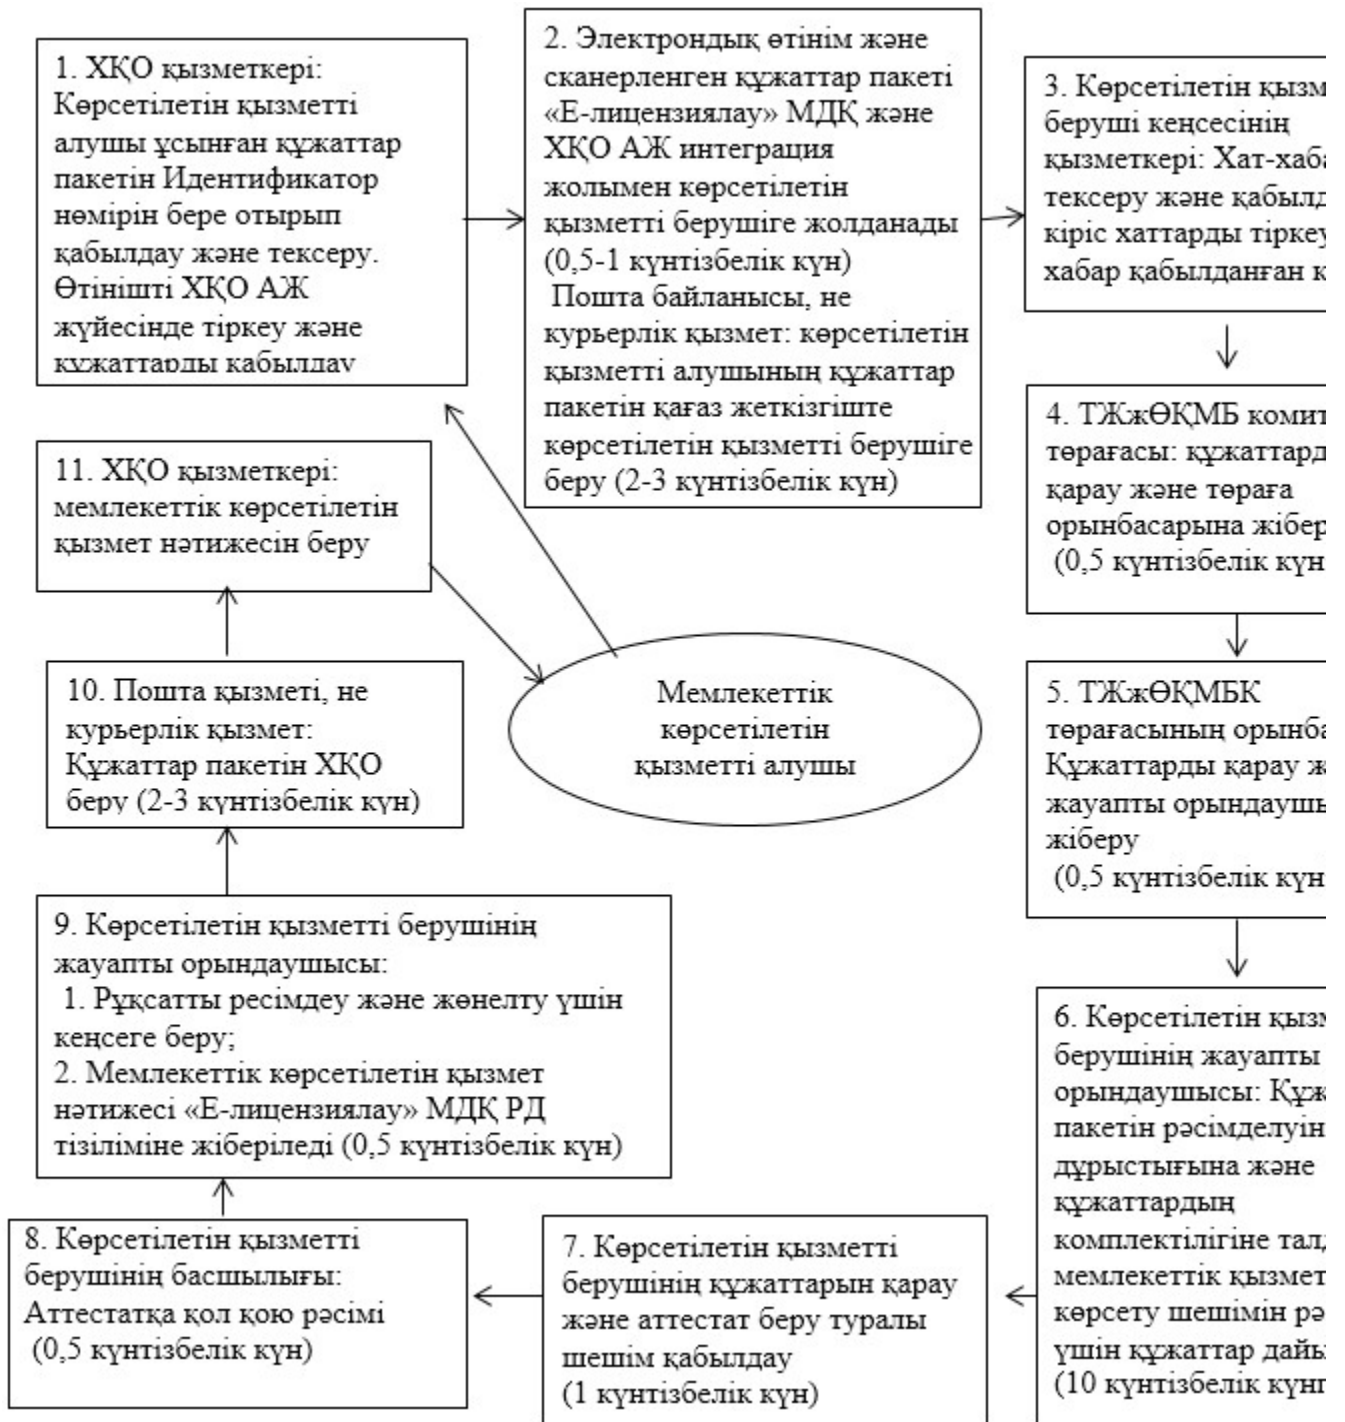 1. ХҚО қызметкері:
Көрсетілетін қызметті
алушы ұсынған құжаттар
пакетін Идентификатор
нөмірін бере отырып
қабылдау және тексеру.
Өтінішті ХҚО АЖ
жүйесінде тіркеу және
құжаттарды қабылдау
2. Электрондық өтінім және
сканерленген құжаттар пакеті
«Е-лицензиялау» МДҚ және
ХҚО АЖ интеграция
жолымен көрсетілетін
қызметті берушіге жолданады
(0,5-1 күнтізбелік күн)
Пошта байланысы, не
курьерлік қызмет: көрсетілетін
қызметті алушының құжаттар
пакетін қағаз жеткізгіште
көрсетілетін қызметті берушіге
беру (2-3 күнтізбелік күн)
3. Көрсетілетін
беруші кеңсесінің
қызметкері:
тексеру және
кіріс хаттарды
хабар қабылданған
4. ТЖжӨҚМБ
төрағасы:
қарау және төраға
орынбасарына
(0,5 күнтізбелік күн
5. ТЖжӨҚМБК
төрағасының
Құжаттарды қарау
жауапты
жіберу
(0,5 күнтізбелік күн
6. Көрсетілетін
берушінің жауапты
орындаушысы:
пакетін
дұрыстығына және
құжаттардың
комплектілігіне
мемлекеттік
көрсету шешімін
үшін құжаттар
(10 күнтізбелік
7. Көрсетілетін қызметті
берушінің құжаттарын қарау
және аттестат беру туралы
шешім қабылдау
(1 күнтізбелік күн)
8. Көрсетілетін қызметті
берушінің басшылығы:
Аттестатқа қол қою рәсімі
(0,5 күнтізбелік күн)
9. Көрсетілетін қызметті берушінің
жауапты орындаушысы:
1. Рұқсатты ресімдеу және жөнелту үшін
кеңсеге беру;
2. Мемлекеттік көрсетілетін қызмет
нәтижесі «Е-лицензиялау» МДҚ РД
тізіліміне жіберіледі (0,5 күнтізбелік күн)
10. Пошта қызметі, не
курьерлік қызмет:
Құжаттар пакетін ХҚО
беру (2-3 күнтізбелік күн)
11. ХҚО қызметкері:
мемлекеттік көрсетілетін
қызмет нәтижесін беру
Мемлекеттік
көрсетілетін
қызметті алушы